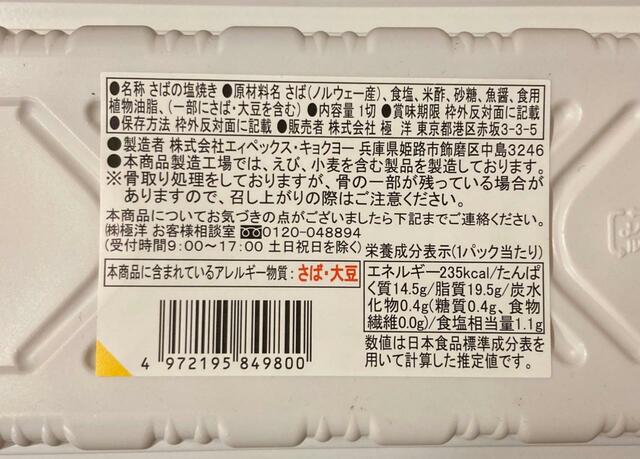 ●名称 さばの塩焼き ●原材料名 さば(ノルウェー産)、食塩、米酢、砂糖、魚醤、食用
植物油脂、(一部にさば・大豆を含む) ●内容量 1切 ●賞味期限 枠外反対面に記載
●保存方法 枠外反対面に記載 ●販売者 株式会社 極 洋 東京都港区赤坂3-3-5
●製造者 株式会社エィペックス・キョクヨー 兵庫県姫路市飾磨区中島3246
●本商品製造工場では、えび、小麦を含む製品を製造しております。
※骨取り処理をしておりますが、骨の一部が残っている場合が
ありますので、召し上がりの際はご注意ください。
本商品についてお気づきの点がございましたら下記までご連絡ください。
㈱極洋 お客様相談室 0120-048894
(受付時間9:00~17:00 土日祝日を除く)
栄養成分表示(1パック当たり)
エネルギー235kcal/たんぱ
く質14.5g/脂質19.5g/炭水
化物0.4g(糖質0.4g、食物
繊維0.0g)/食塩相当量1.1g
数値は日本食品標準成分表を
用いて計算した推定値です。
本商品に含まれているアレルギー物質:さば・大豆
4 972195 849800